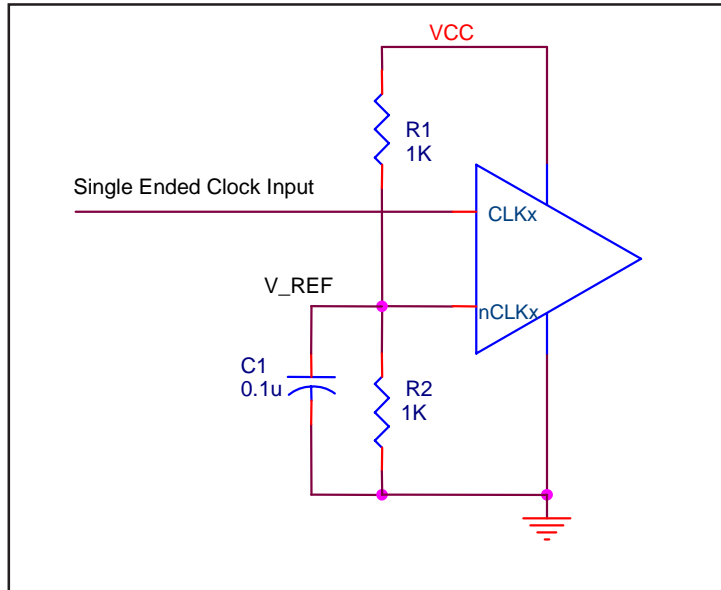 VCC
R1
1K
Single Ended Clock Input
CLKx
V_REF
nCLKx
C1
0.1u
R2
1K